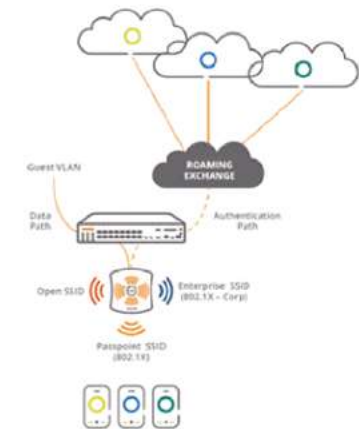 ROAMING
EXCHANGE
Guest VLAN
Data
Path
Authentication
Path
Open SSID
Enterprise SSID
(802.1X – Corp)
Passpoint SSID
(802.1X)